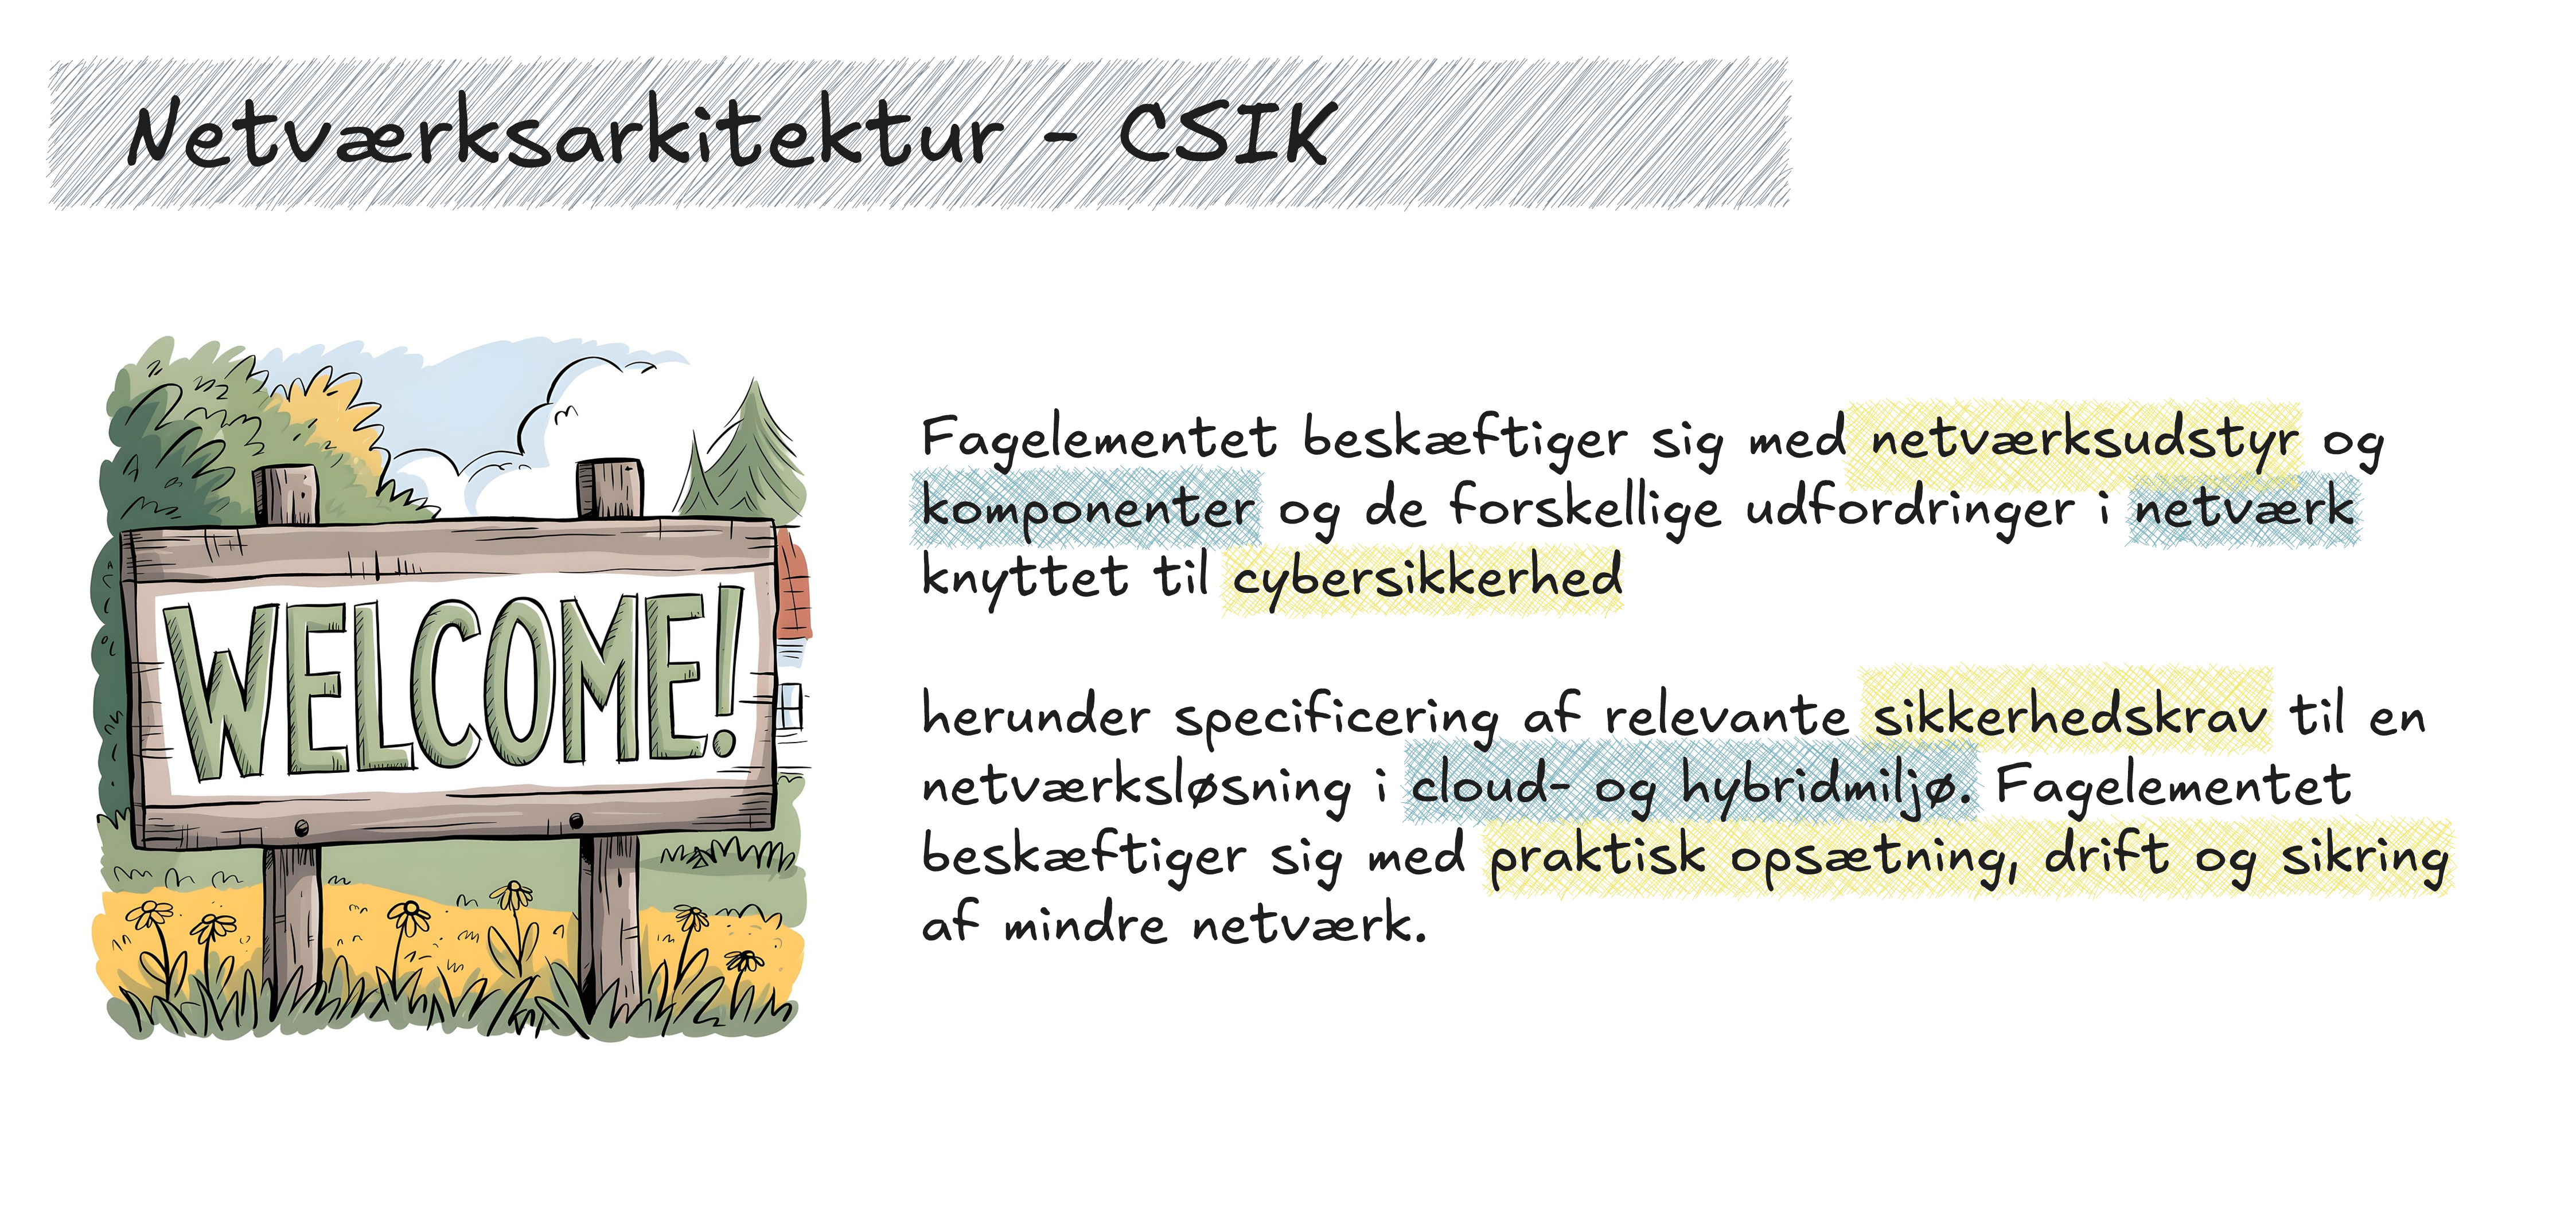 Netværksarkitektur - CSIK
WELCOME!
Fagelementet beskæftiger sig med netværksudstyr og
komponenter og de forskellige udfordringer i netværk
knyttet til cybersikkerhed
herunder specificering af relevante sikkerhedskrav til en
netværksløsning i cloud- og hybridmiljø. Fagelementet
beskæftiger sig med praktisk opsætning, drift og sikring
af mindre netværk.